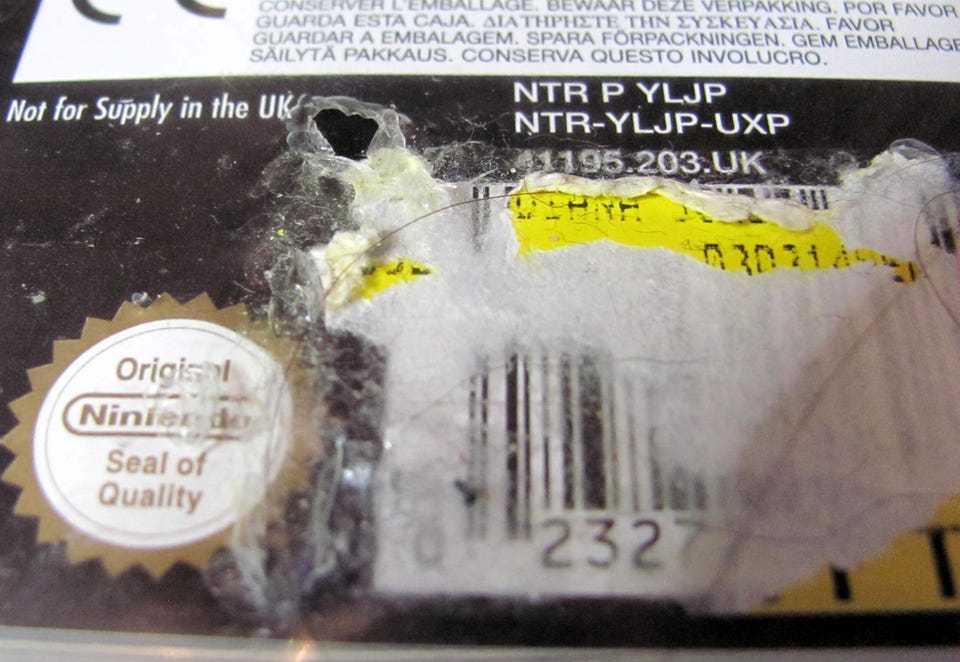 CONSERVER L'EMBALLAGE. BEWAAR DEZE VERPAKKING. POR FAVOR
GUARDA ESTA CAJA. ΔΙΑΤΗΡΗΣΤΕ ΤΗΝ ΣΥΣΚΕΥΑΣΙΑ. FAVOR
GUARDAR A EMBALAGEM. SPARA FÖRPACKNINGEN. GEM EMBALLAGE
SÄILYTÄ PAKKAUS. CONSERVA QUESTO INVOLUCRO.
Not for Supply in the UK
NTR P YLJP
NTR-YLJP-UXP
41195.203.UK
Original
Nintendo
Seal of
Quality
0 2327